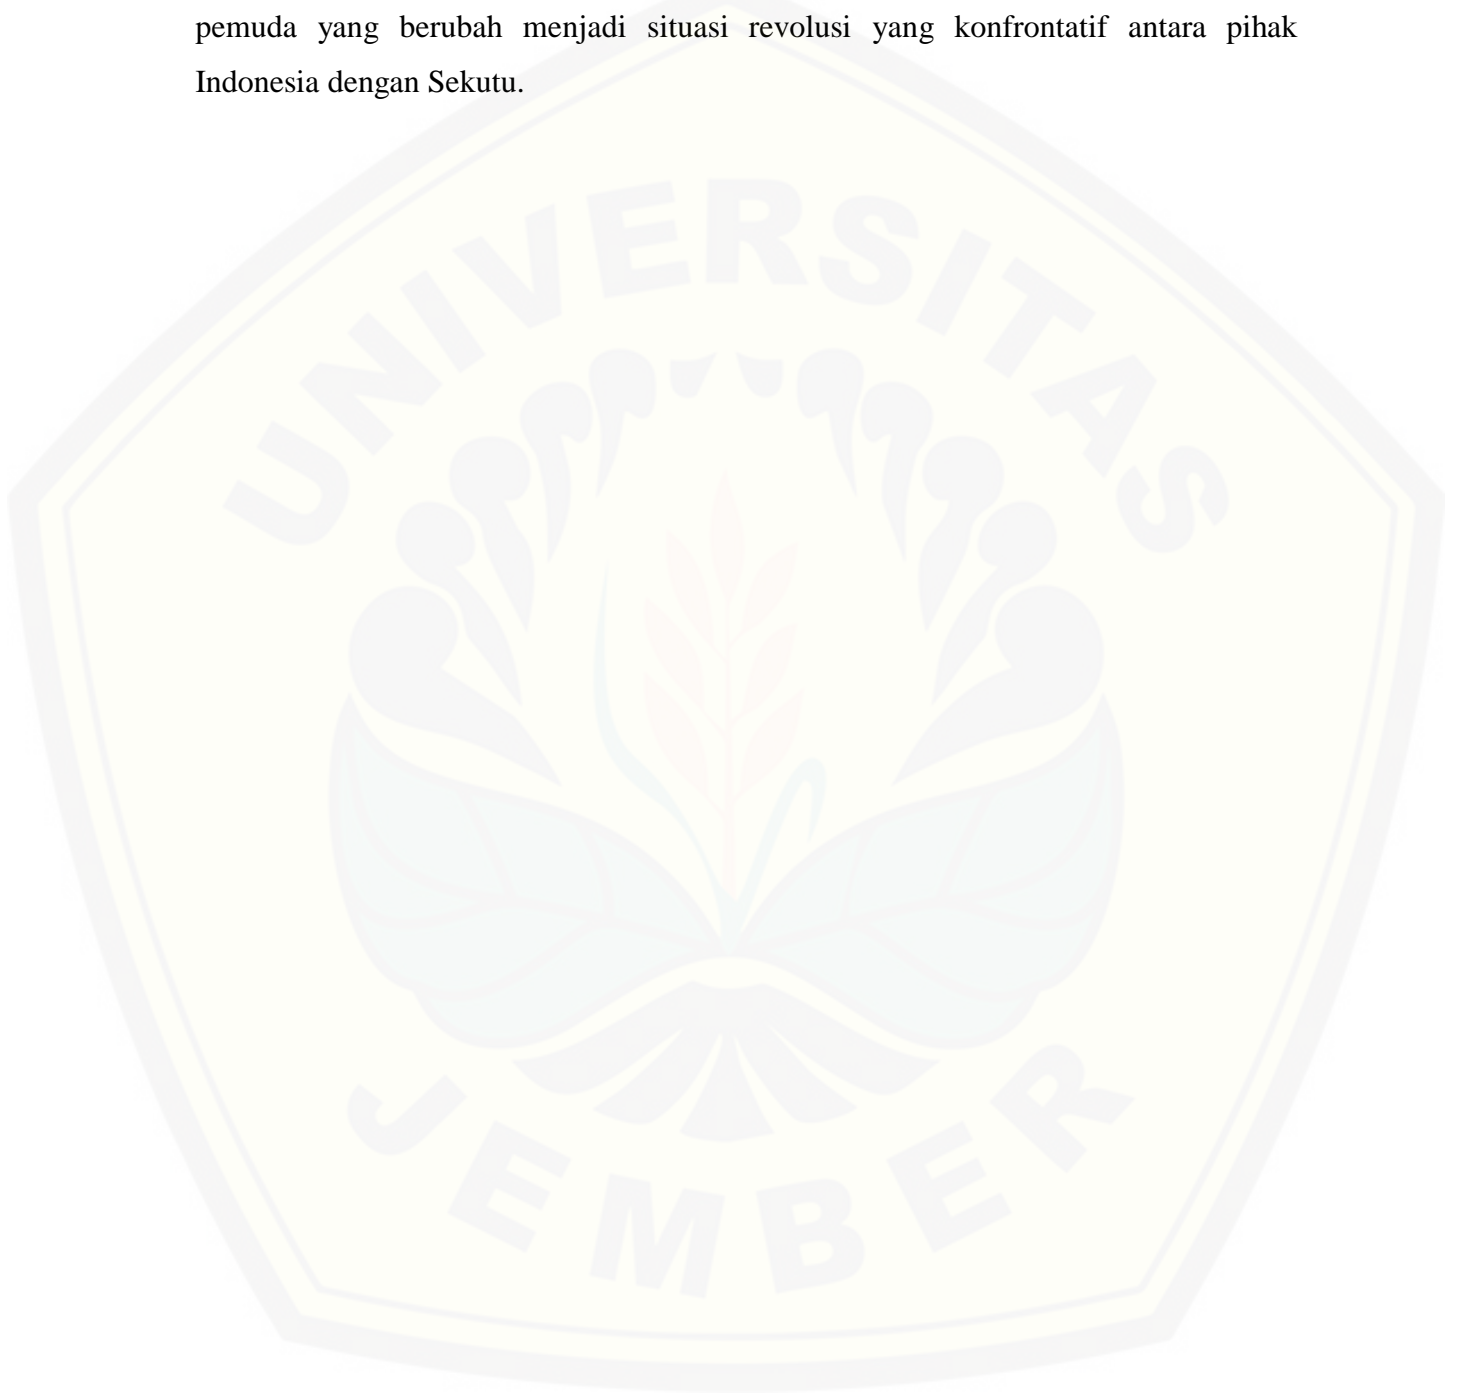 pemuda yang berubah menjadi situasi revolusi yang konfrontatif antara pihak
Indonesia dengan Sekutu.
UNIVERSITAS
JEMBER